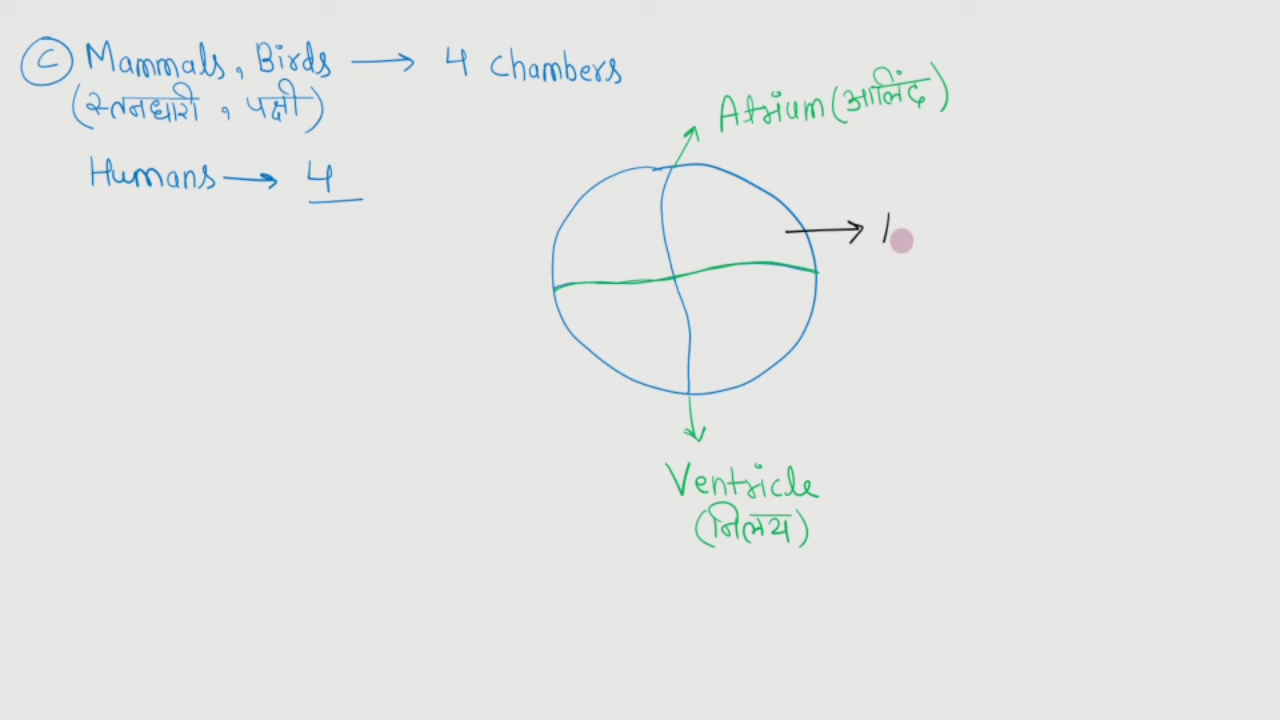 C Mammals, Birds → 4 Chambers
(स्तनधारी, पक्षी)
Humans → 4
Atrium (आलिंद)
Ventricle
(निलय)